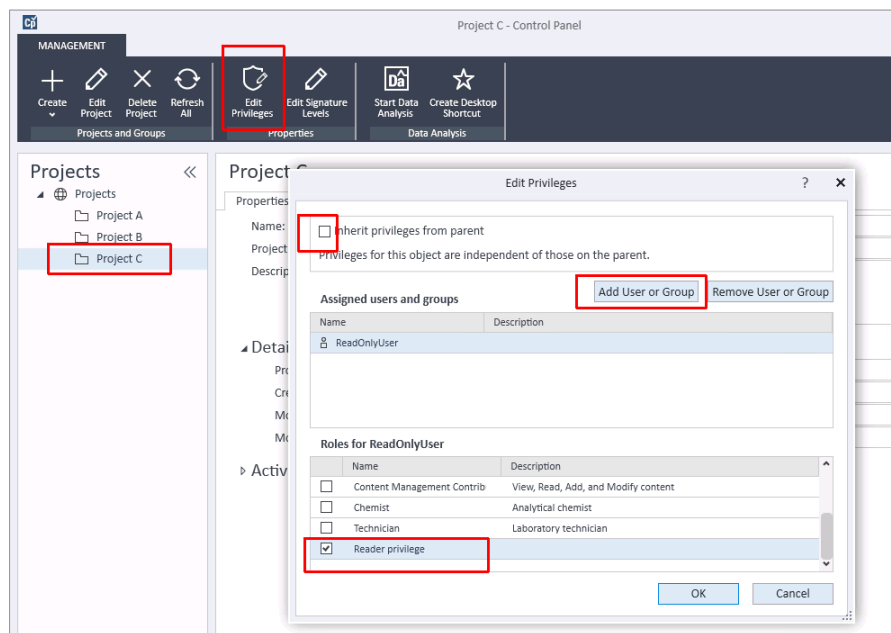 Cp
Project C - Control Panel
MANAGEMENT
Create
Edit Project
Delete Project
Refresh All
Edit Privileges
Edit Signature Levels
Start Data Analysis
Create Desktop Shortcut
Projects and Groups
Properties
Data Analysis
Projects
Projects
Project A
Project B
Project C
Project C
Properties
Name:
Project
Descrip
Detai
Pro
Cre
Mo
Mo
Activ
Edit Privileges
Inherit privileges from parent
Privileges for this object are independent of those on the parent.
Assigned users and groups
Add User or Group
Remove User or Group
Name Description
ReadOnlyUser
Roles for ReadOnlyUser
Name Description
Content Management Contrib View, Read, Add, and Modify content
Chemist Analytical chemist
Technician Laboratory technician
Reader privilege
OK Cancel